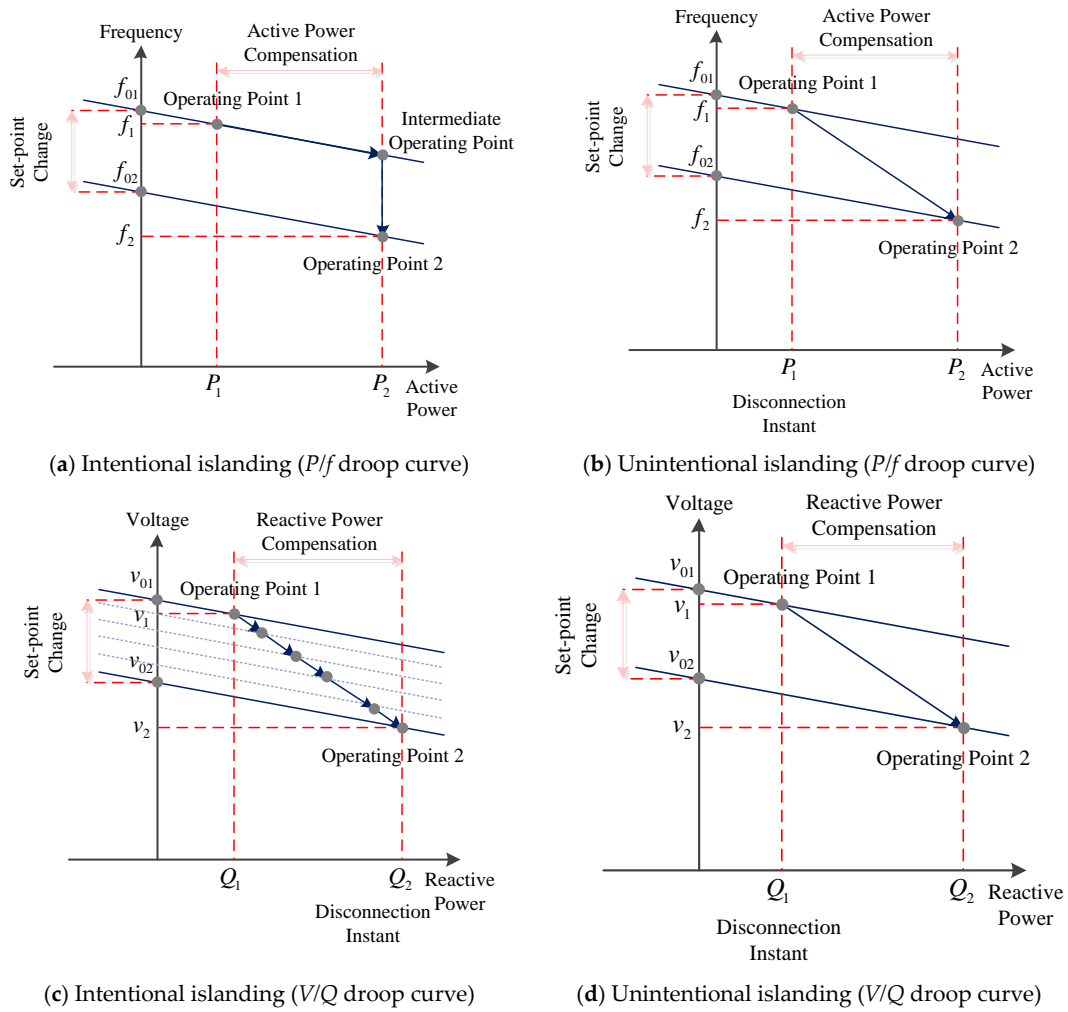 Frequency
Active Power
Compensation
f01
Operating Point 1
f1
Intermediate
Operating Point
Set-point
Change
f02
f2
Operating Point 2
P1
P2
Active
Power
(a) Intentional islanding (P/f droop curve)
Frequency
Active Power
Compensation
f01
Operating Point 1
f1
Set-point
Change
f02
f2
Operating Point 2
P1
P2
Active
Power
Disconnection
Instant
(b) Unintentional islanding (P/f droop curve)
Voltage
Reactive Power
Compensation
v01
Operating Point 1
v1
Set-point
Change
v02
v2
Operating Point 2
Q1
Q2
Reactive
Power
Disconnection
Instant
(c) Intentional islanding (V/Q droop curve)
Voltage
Reactive Power
Compensation
v01
Operating Point 1
v1
Set-point
Change
v02
v2
Operating Point 2
Q1
Q2
Reactive
Power
Disconnection
Instant
(d) Unintentional islanding (V/Q droop curve)